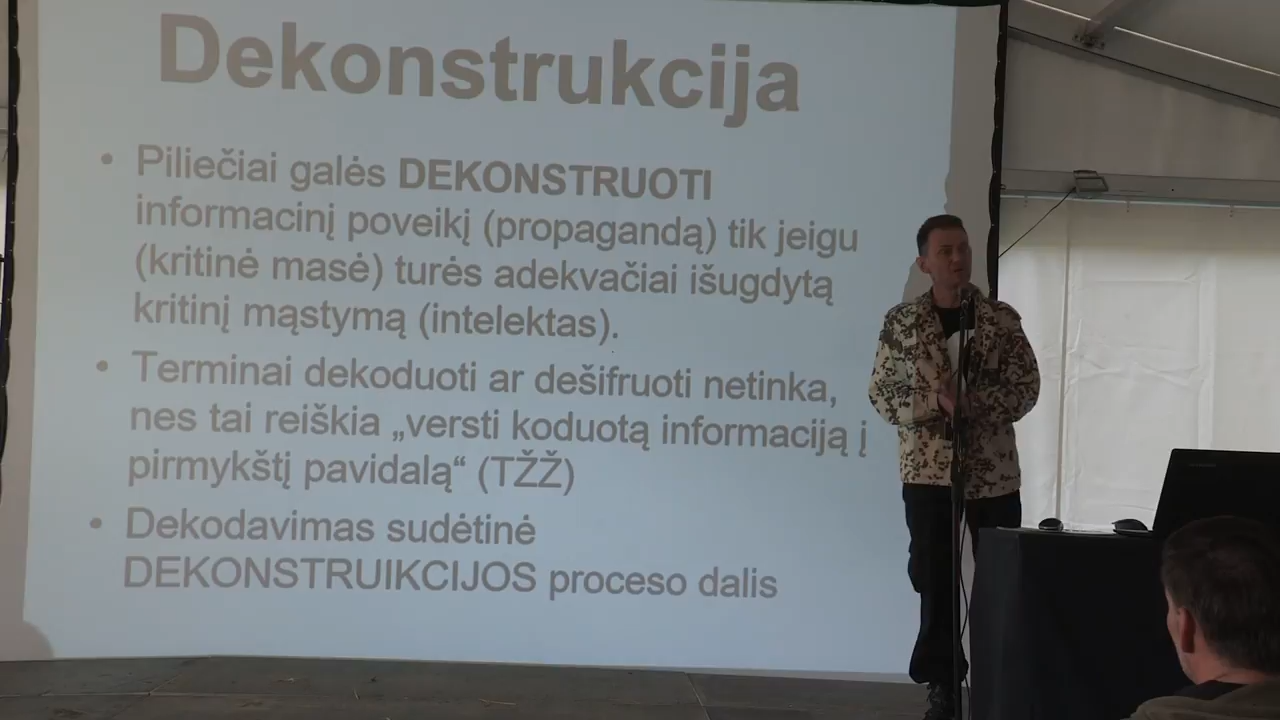 Dekonstrukcija
• Piliečiai galės DEKONSTRUOTI
informacinį poveikį (propagandą) tik jeigu
(kritinė masė) turės adekvačiai išugdytą
kritinį mąstymą (intelektas).
• Terminai dekoduoti ar dešifruoti netinka,
nes tai reiškia „versti koduotą informaciją į
pirmykštį pavidalą“ (TŽŽ)
• Dekodavimas sudėtinė
DEKONSTRUIKCIJOS proceso dalis